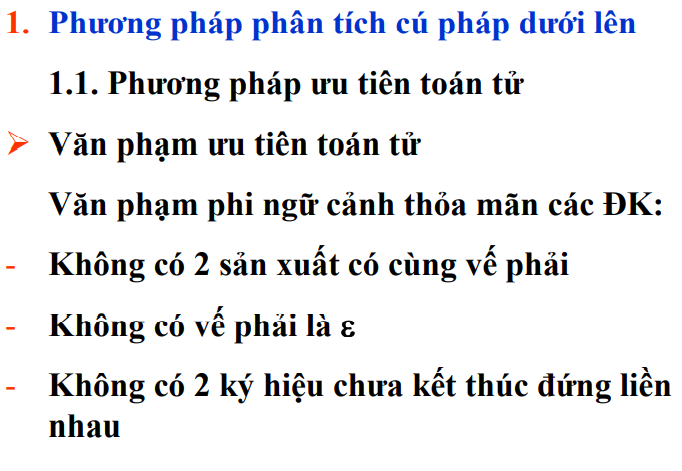 1. Phương pháp phân tích cú pháp dưới lên
1.1. Phương pháp ưu tiên toán tử
➢ Văn phạm ưu tiên toán tử
Văn phạm phi ngữ cảnh thỏa mãn các ĐK:
- Không có 2 sản xuất có cùng vế phải
- Không có vế phải là ε
- Không có 2 ký hiệu chưa kết thúc đứng liền
nhau